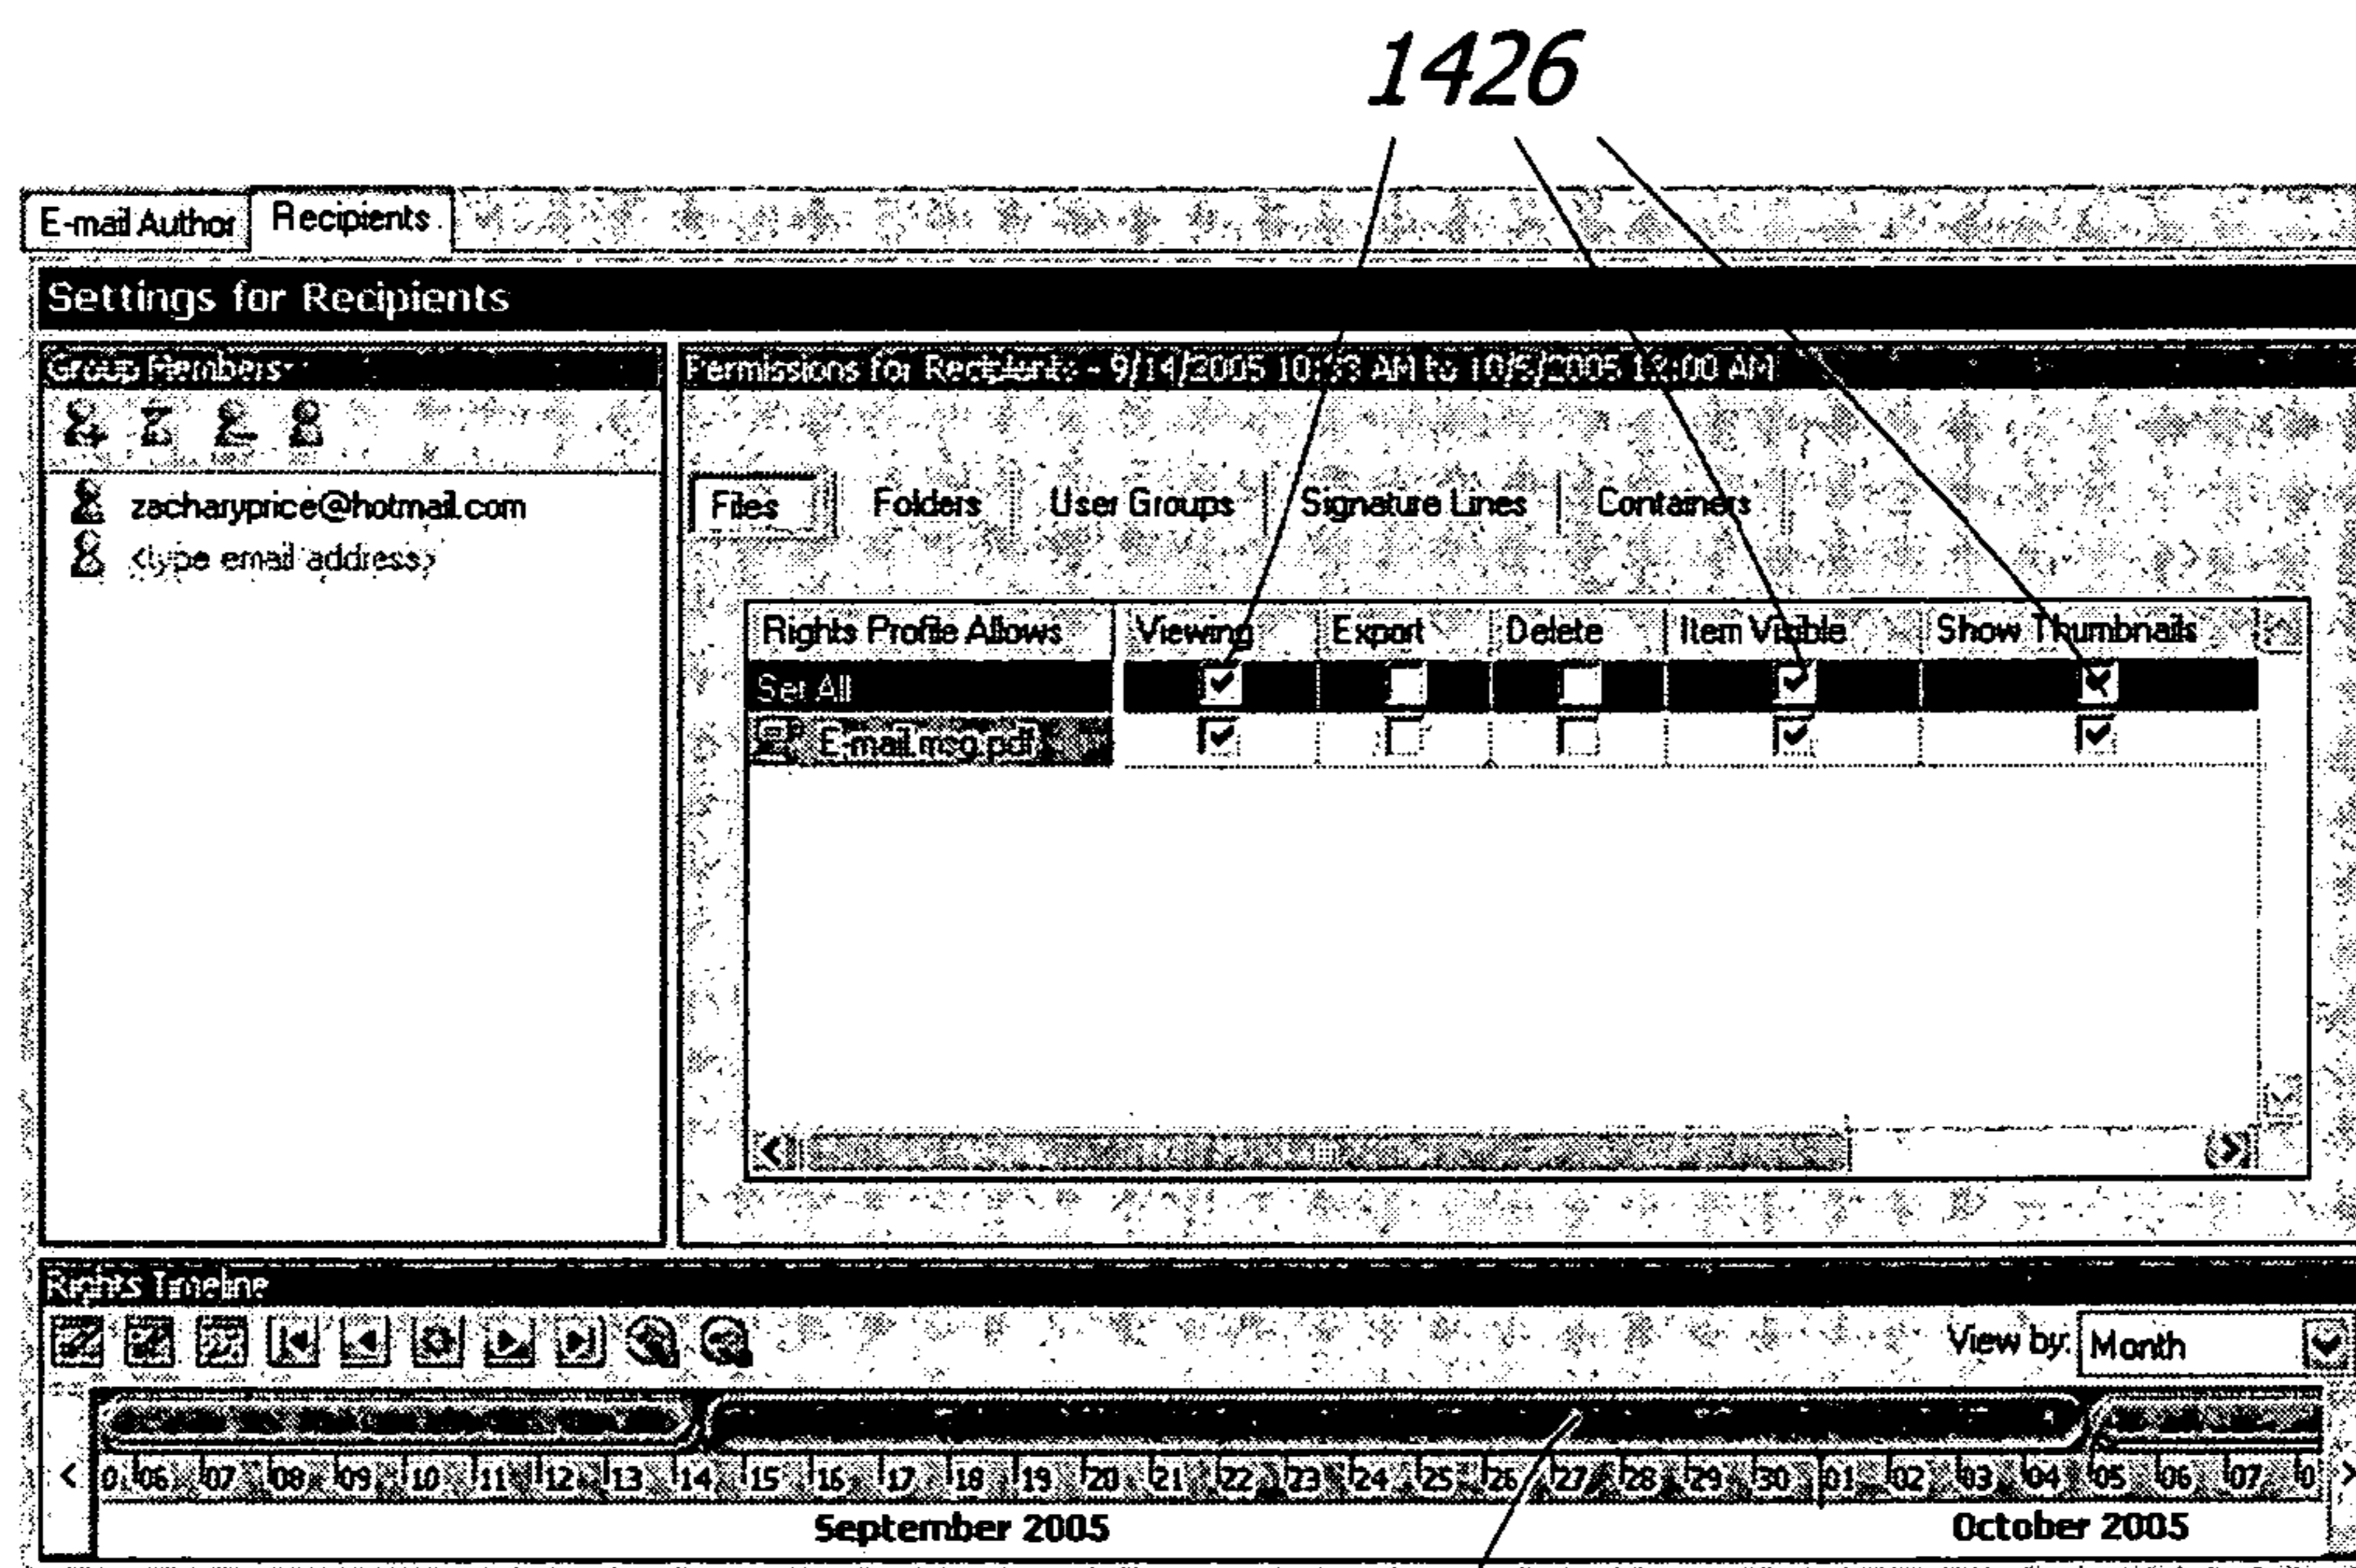 1426
E-mail Author Recipients
Settings for Recipients
Group Members
Permissions for Recipients - 9/14/2005 AM to 10/5/2005 12:00 AM
zacharyprice@hotmail.com
<type email address>
Files Folders User Groups Signature Lines Containers
Rights Profile Allows Viewing Export Delete Item Visible Show Thumbnails
Set All
E-mail.msg.pdf
Rights Timeline
View by: Month
06 07 08 09 10 11 12 13 14 15 16 17 18 19 20 21 22 23 24 25 26 27 28 29 30 01 02 03 04 05 06 07
September 2005 October 2005